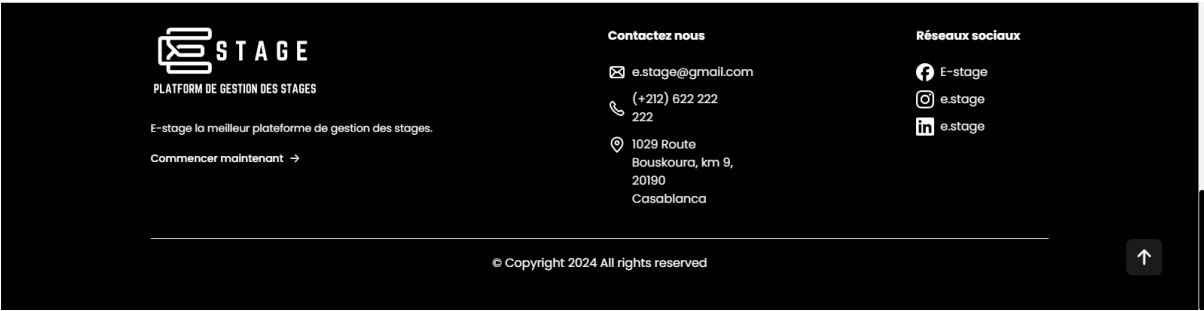 STAGE
PLATFORM DE GESTION DES STAGES
E-stage la meilleur plateforme de gestion des stages.
Commencer maintenant →
Contactez nous
e.stage@gmail.com
(+212) 622 222
222
1029 Route
Bouskoura, km 9,
20190
Casablanca
Réseaux sociaux
E-stage
e.stage
e.stage
© Copyright 2024 All rights reserved